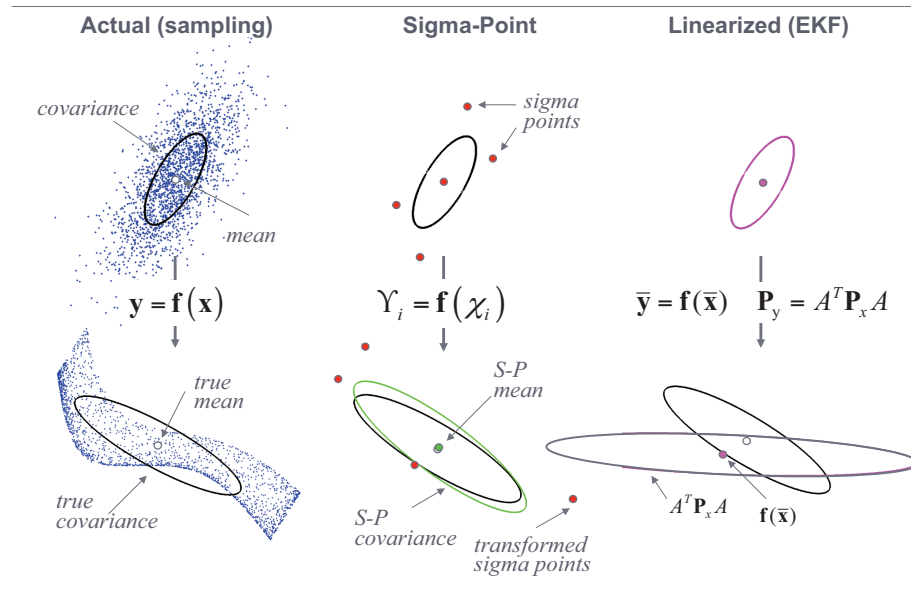 Actual (sampling)
Sigma-Point
Linearized (EKF)
covariance
mean
sigma
points
y = f(x)
ϒᵢ = f(χᵢ)
ȳ = f(x̄)  P_y = AᵀPₓA
true
mean
true
covariance
S-P
mean
S-P
covariance
transformed
sigma points
AᵀPₓA
f(x̄)